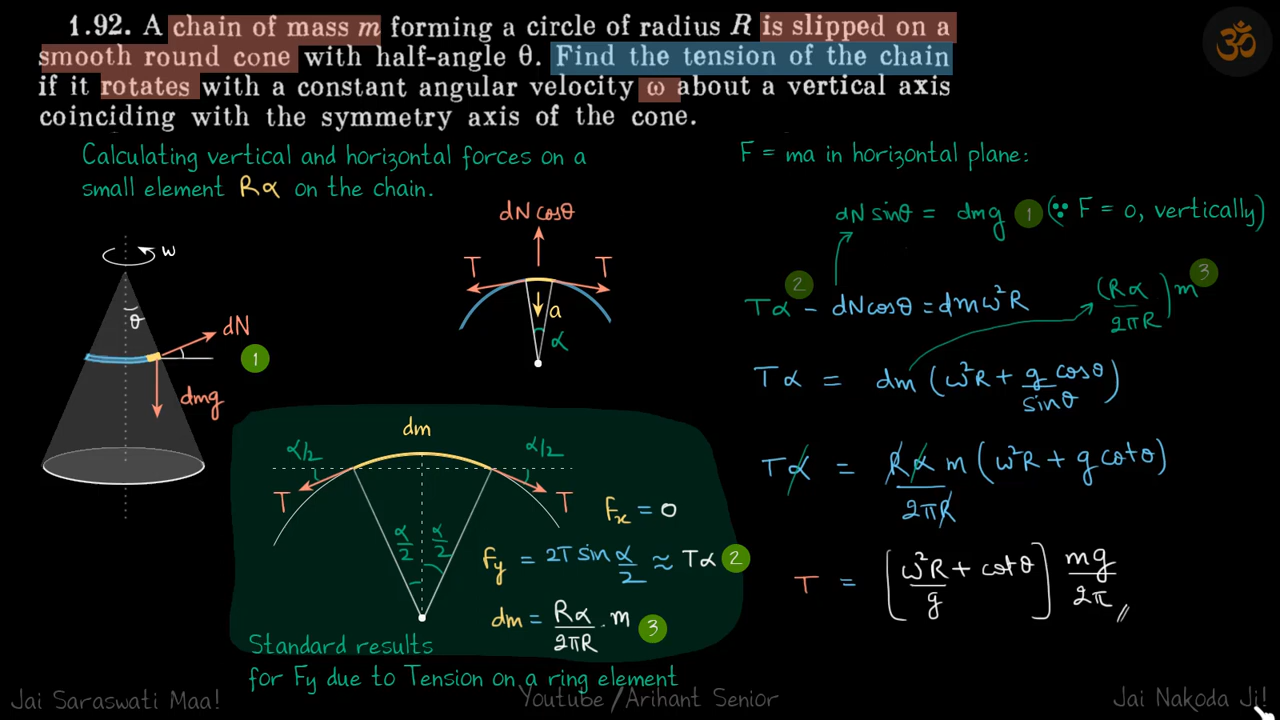 1.92. A chain of mass m forming a circle of radius R is slipped on a
smooth round cone with half-angle θ. Find the tension of the chain
if it rotates with a constant angular velocity ω about a vertical axis
coinciding with the symmetry axis of the cone.
ॐ
Calculating vertical and horizontal forces on a
small element Rα on the chain.
ω
θ
dN
1
dmg
dN cosθ
T T
a
α
dm
α/2 α/2
T T
α/2 α/2
Fx = 0
Fy = 2T sin α/2 ≈ Tα 2
dm = Rα/2πR . m 3
Standard results
for Fy due to Tension on a ring element
F = ma in horizontal plane:
dN sinθ = dmg 1 (∵ F = 0, vertically)
2 3
Tα - dN cosθ = dm ω²R
(Rα/2πR) m
Tα = dm (ω²R + g cosθ/sinθ)
Tα = Rα m/2πR (ω²R + g cotθ)
T = [ω²R/g + cotθ] mg/2π //
Jai Saraswati Maa!
Youtube / Arihant Senior
Jai Nakoda Ji!